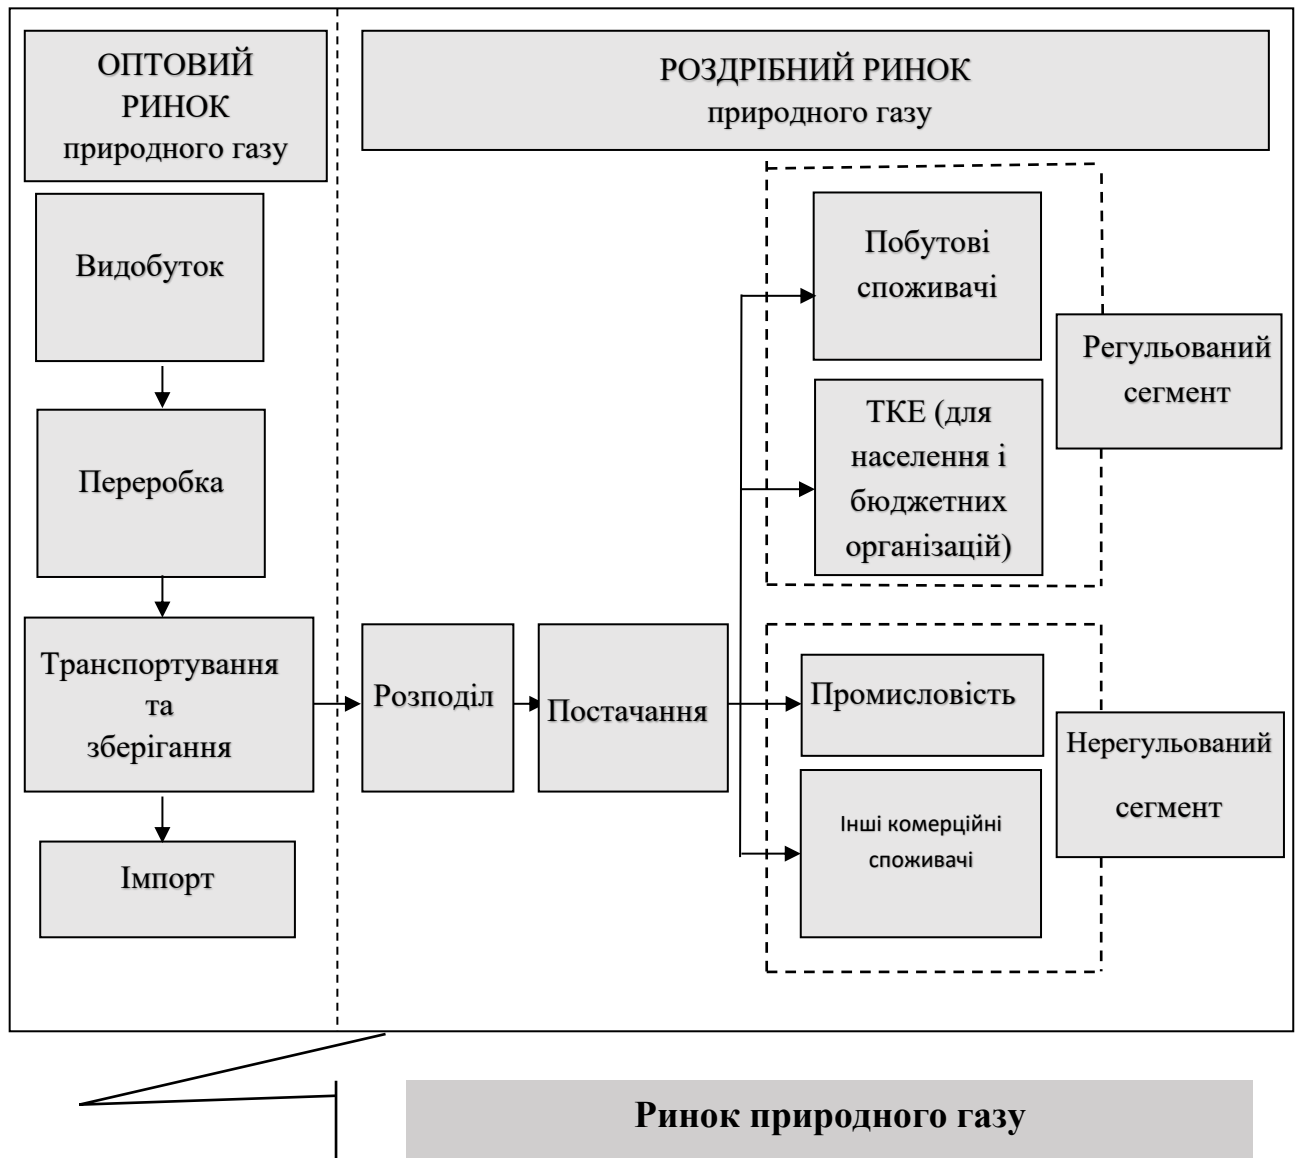 ОПТОВИЙ
РИНОК
природного газу
РОЗДРІБНИЙ РИНОК
природного газу
Видобуток
Переробка
Транспортування
та
зберігання
Імпорт
Розподіл
Постачання
Побутові
споживачі
ТКЕ (для
населення і
бюджетних
організацій)
Регульований
сегмент
Промисловість
Інші комерційні
споживачі
Нерегульований
сегмент
Ринок природного газу